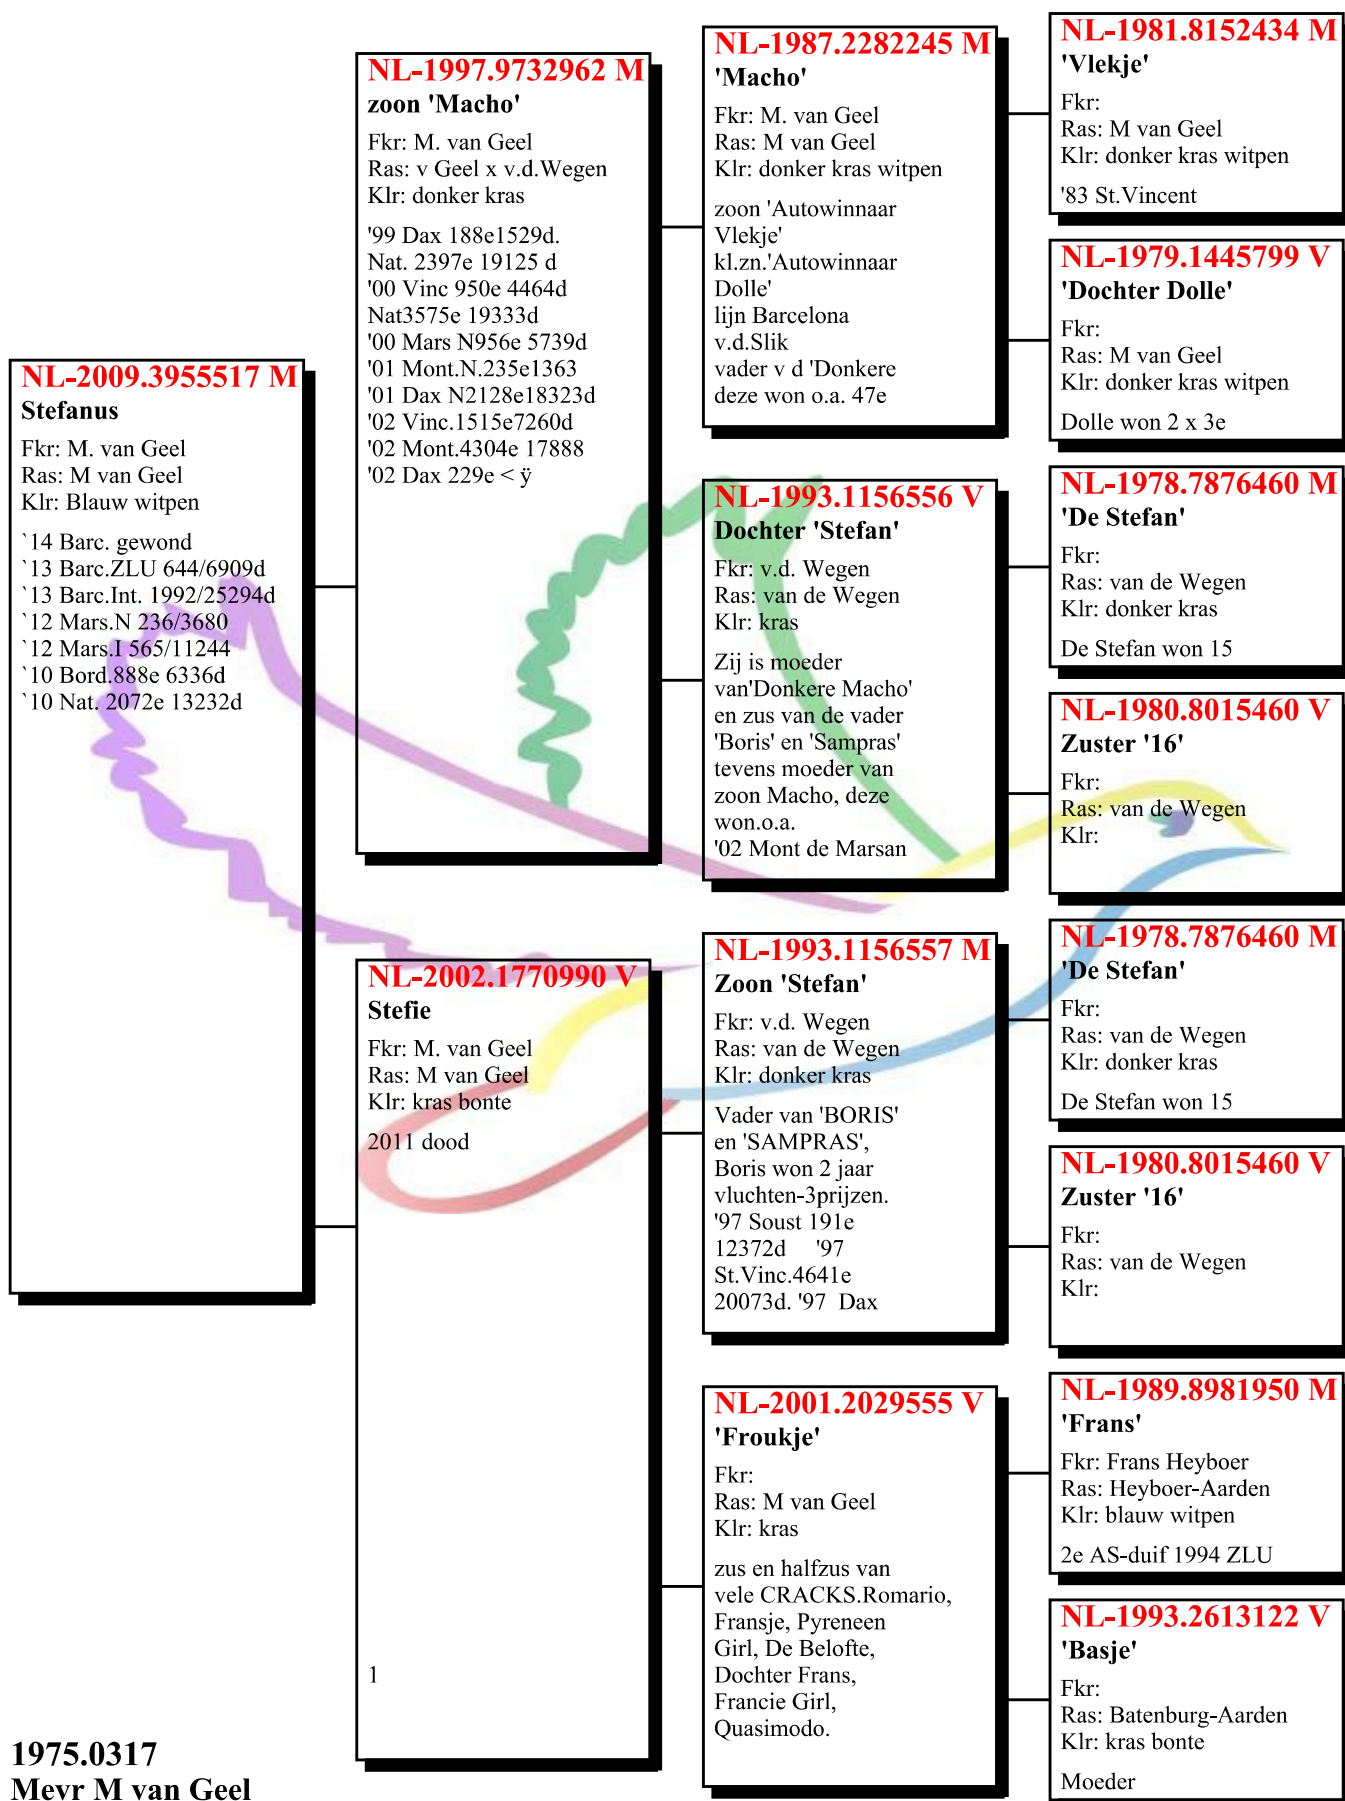 NL-2009.3955517 M
Stefanus
Fkr: M. van Geel
Ras: M van Geel
Klr: Blauw witpen
`14 Barc. gewond
`13 Barc.ZLU 644/6909d
`13 Barc.Int. 1992/25294d
`12 Mars.N 236/3680
`12 Mars.I 565/11244
`10 Bord.888e 6336d
`10 Nat. 2072e 13232d
NL-1997.9732962 M
zoon 'Macho'
Fkr: M. van Geel
Ras: v Geel x v.d.Wegen
Klr: donker kras
'99 Dax 188e1529d.
Nat. 2397e 19125 d
'00 Vinc 950e 4464d
Nat3575e 19333d
'00 Mars N956e 5739d
'01 Mont.N.235e1363
'01 Dax N2128e18323d
'02 Vinc.1515e7260d
'02 Mont.4304e 17888
'02 Dax 229e < ÿ
NL-2002.1770990 V
Stefie
Fkr: M. van Geel
Ras: M van Geel
Klr: kras bonte
2011 dood
1
NL-1987.2282245 M
'Macho'
Fkr: M. van Geel
Ras: M van Geel
Klr: donker kras witpen
zoon 'Autowinnaar
Vlekje'
kl.zn.'Autowinnaar
Dolle'
lijn Barcelona
v.d.Slik
vader v d 'Donkere
deze won o.a. 47e
NL-1993.1156556 V
Dochter 'Stefan'
Fkr: v.d. Wegen
Ras: van de Wegen
Klr: kras
Zij is moeder
van'Donkere Macho'
en zus van de vader
'Boris' en 'Sampras'
tevens moeder van
zoon Macho, deze
won.o.a.
'02 Mont de Marsan
NL-1993.1156557 M
Zoon 'Stefan'
Fkr: v.d. Wegen
Ras: van de Wegen
Klr: donker kras
Vader van 'BORIS'
en 'SAMPRAS',
Boris won 2 jaar
vluchten-3prijzen.
'97 Soust 191e
12372d '97
St.Vinc.4641e
20073d. '97 Dax
NL-2001.2029555 V
'Froukje'
Fkr:
Ras: M van Geel
Klr: kras
zus en halfzus van
vele CRACKS.Romario,
Fransje, Pyreneen
Girl, De Belofte,
Dochter Frans,
Francie Girl,
Quasimodo.
NL-1981.8152434 M
'Vlekje'
Fkr:
Ras: M van Geel
Klr: donker kras witpen
'83 St.Vincent
NL-1979.1445799 V
'Dochter Dolle'
Fkr:
Ras: M van Geel
Klr: donker kras witpen
Dolle won 2 x 3e
NL-1978.7876460 M
'De Stefan'
Fkr:
Ras: van de Wegen
Klr: donker kras
De Stefan won 15
NL-1980.8015460 V
Zuster '16'
Fkr:
Ras: van de Wegen
Klr:
NL-1978.7876460 M
'De Stefan'
Fkr:
Ras: van de Wegen
Klr: donker kras
De Stefan won 15
NL-1980.8015460 V
Zuster '16'
Fkr:
Ras: van de Wegen
Klr:
NL-1989.8981950 M
'Frans'
Fkr: Frans Heyboer
Ras: Heyboer-Aarden
Klr: blauw witpen
2e AS-duif 1994 ZLU
NL-1993.2613122 V
'Basje'
Fkr:
Ras: Batenburg-Aarden
Klr: kras bonte
Moeder
1975.0317
Mevr M van Geel